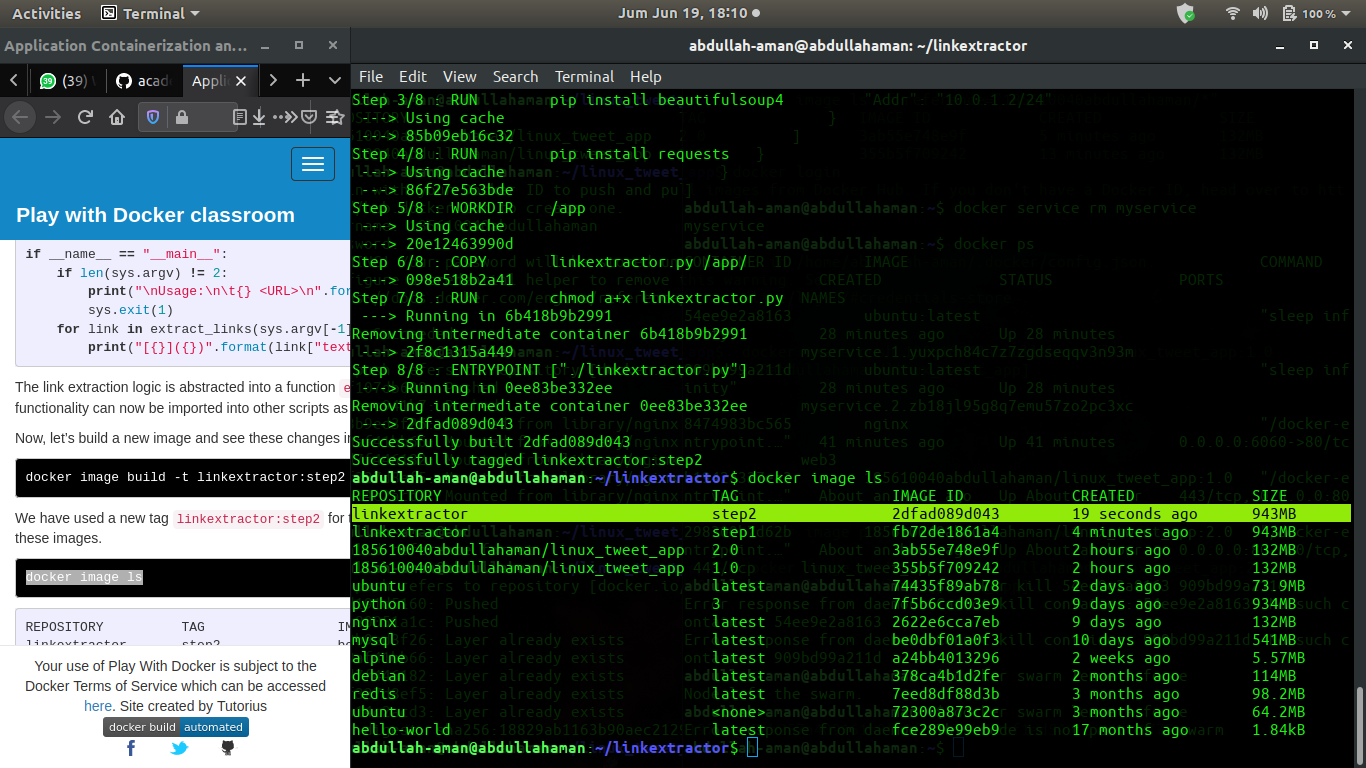 Activities
Terminal
Jum Jun 19, 18:10
100 %
Application Containerization an…
(39)
acad
Appli
Play with Docker classroom
if __name__ == "__main__":
if len(sys.argv) != 2:
print("\nUsage:\n\t{} <URL>\n".for
sys.exit(1)
for link in extract_links(sys.argv[-1]
print("[{}]({})".format(link["text
The link extraction logic is abstracted into a function
functionality can now be imported into other scripts as
Now, let's build a new image and see these changes in
docker image build -t linkextractor:step2
We have used a new tag linkextractor:step2 for
these images.
docker image ls
REPOSITORY TAG IM
linkextractor step2
Your use of Play With Docker is subject to the
Docker Terms of Service which can be accessed
here. Site created by Tutorius
docker build automated
abdullah-aman@abdullahaman: ~/linkextractor
File Edit View Search Terminal Help
Step 3/8 : RUN pip install beautifulsoup4
---> Using cache
---> 85b09eb16c32
Step 4/8 : RUN pip install requests
---> Using cache
---> 86f27e563bde
Step 5/8 : WORKDIR /app
---> Using cache
---> 20e12463990d
Step 6/8 : COPY linkextractor.py /app/
---> 098e518b2a41
Step 7/8 : RUN chmod a+x linkextractor.py
---> Running in 6b418b9b2991
Removing intermediate container 6b418b9b2991
---> 2f8c1315a449
Step 8/8 : ENTRYPOINT ["./linkextractor.py"]
---> Running in 0ee83be332ee
Removing intermediate container 0ee83be332ee
---> 2dfad089d043
Successfully built 2dfad089d043
Successfully tagged linkextractor:step2
abdullah-aman@abdullahaman:~/linkextractor$ docker image ls
REPOSITORY TAG IMAGE ID CREATED SIZE
linkextractor step2 2dfad089d043 19 seconds ago 943MB
linkextractor step1 fb72de1861a4 4 minutes ago 943MB
185610040abdullahaman/linux_tweet_app 2.0 3ab55e748e9f 2 hours ago 132MB
185610040abdullahaman/linux_tweet_app 1.0 355b5f709242 2 hours ago 132MB
ubuntu latest 74435f89ab78 2 days ago 73.9MB
python 3 7f5b6ccd03e9 9 days ago 934MB
nginx latest 2622e6cca7eb 9 days ago 132MB
mysql latest be0dbf01a0f3 10 days ago 541MB
alpine latest a24bb4013296 2 weeks ago 5.57MB
debian latest 378ca4b1d2fe 2 months ago 114MB
redis latest 7eed8df88d3b 3 months ago 98.2MB
ubuntu <none> 72300a873c2c 3 months ago 64.2MB
hello-world latest fce289e99eb9 17 months ago 1.84kB
abdullah-aman@abdullahaman:~/linkextractor$